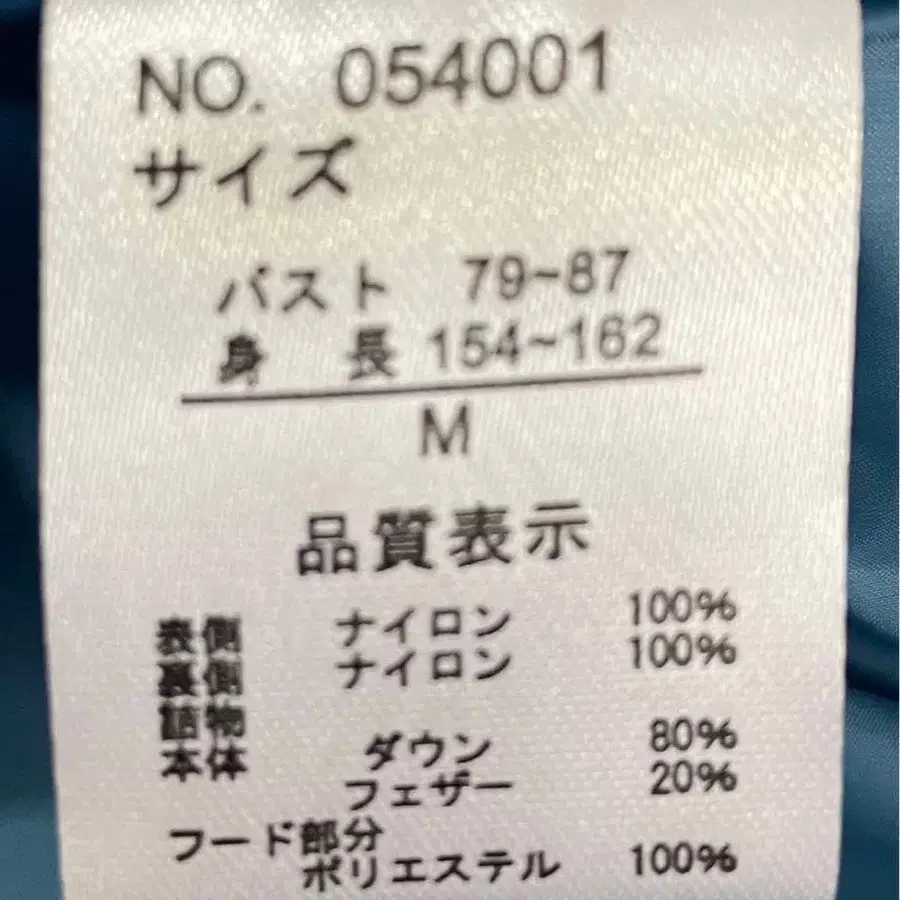 NO. 054001
サイズ
バスト 79~87
身 長 154~162
M
品質表示
表側 ナイロン 100%
裏側 ナイロン 100%
詰物
本体 ダウン 80%
フェザー 20%
フード部分
ポリエステル 100%